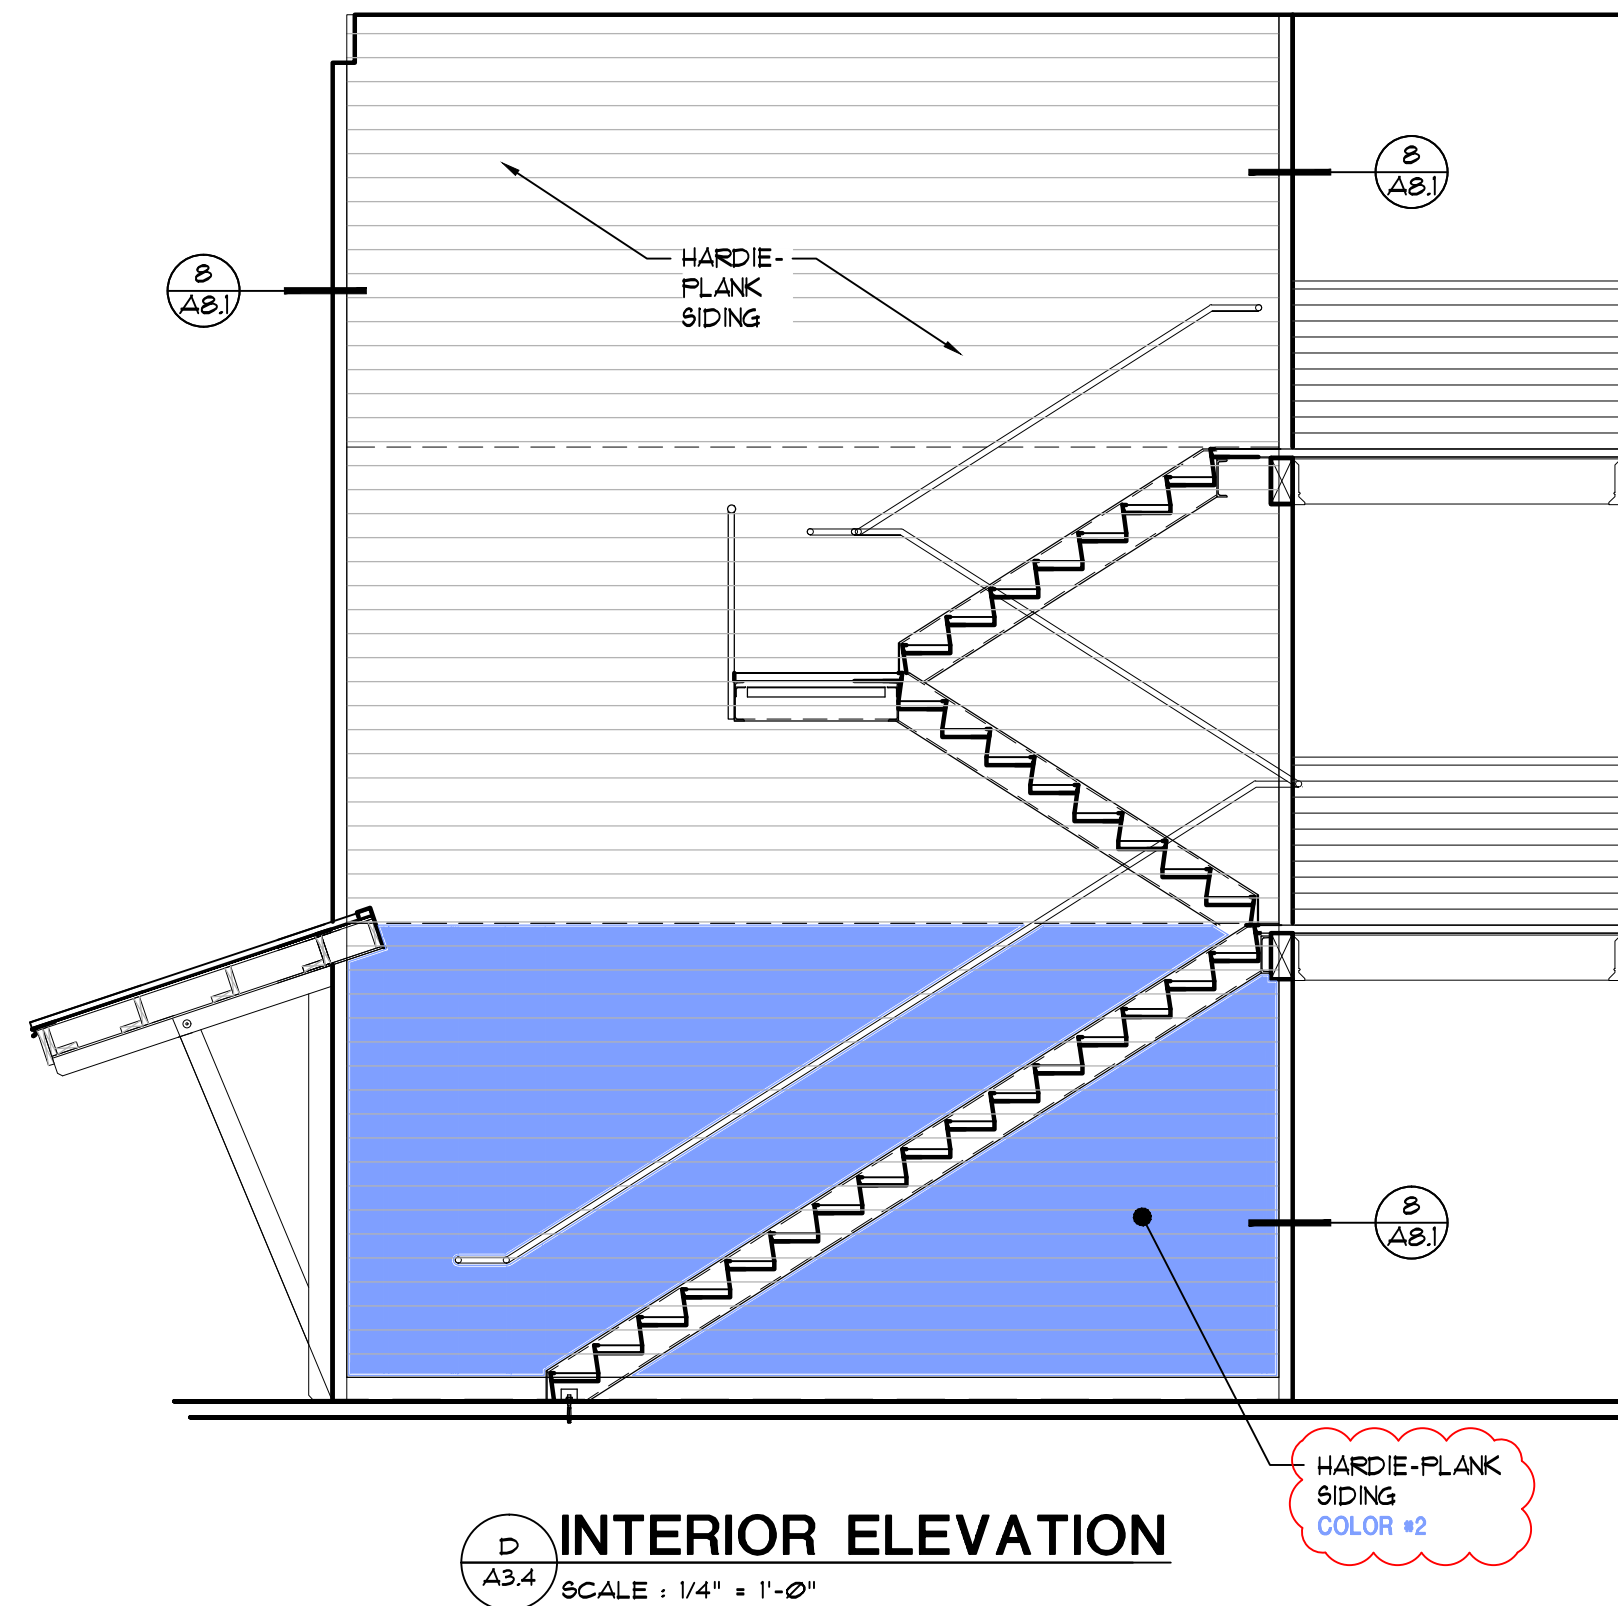 8
A8.1
HARDIE-
PLANK
SIDING
8
A8.1
8
A8.1
HARDIE-PLANK
SIDING
COLOR #2
D
A3.4
INTERIOR ELEVATION
SCALE : 1/4" = 1'-0"